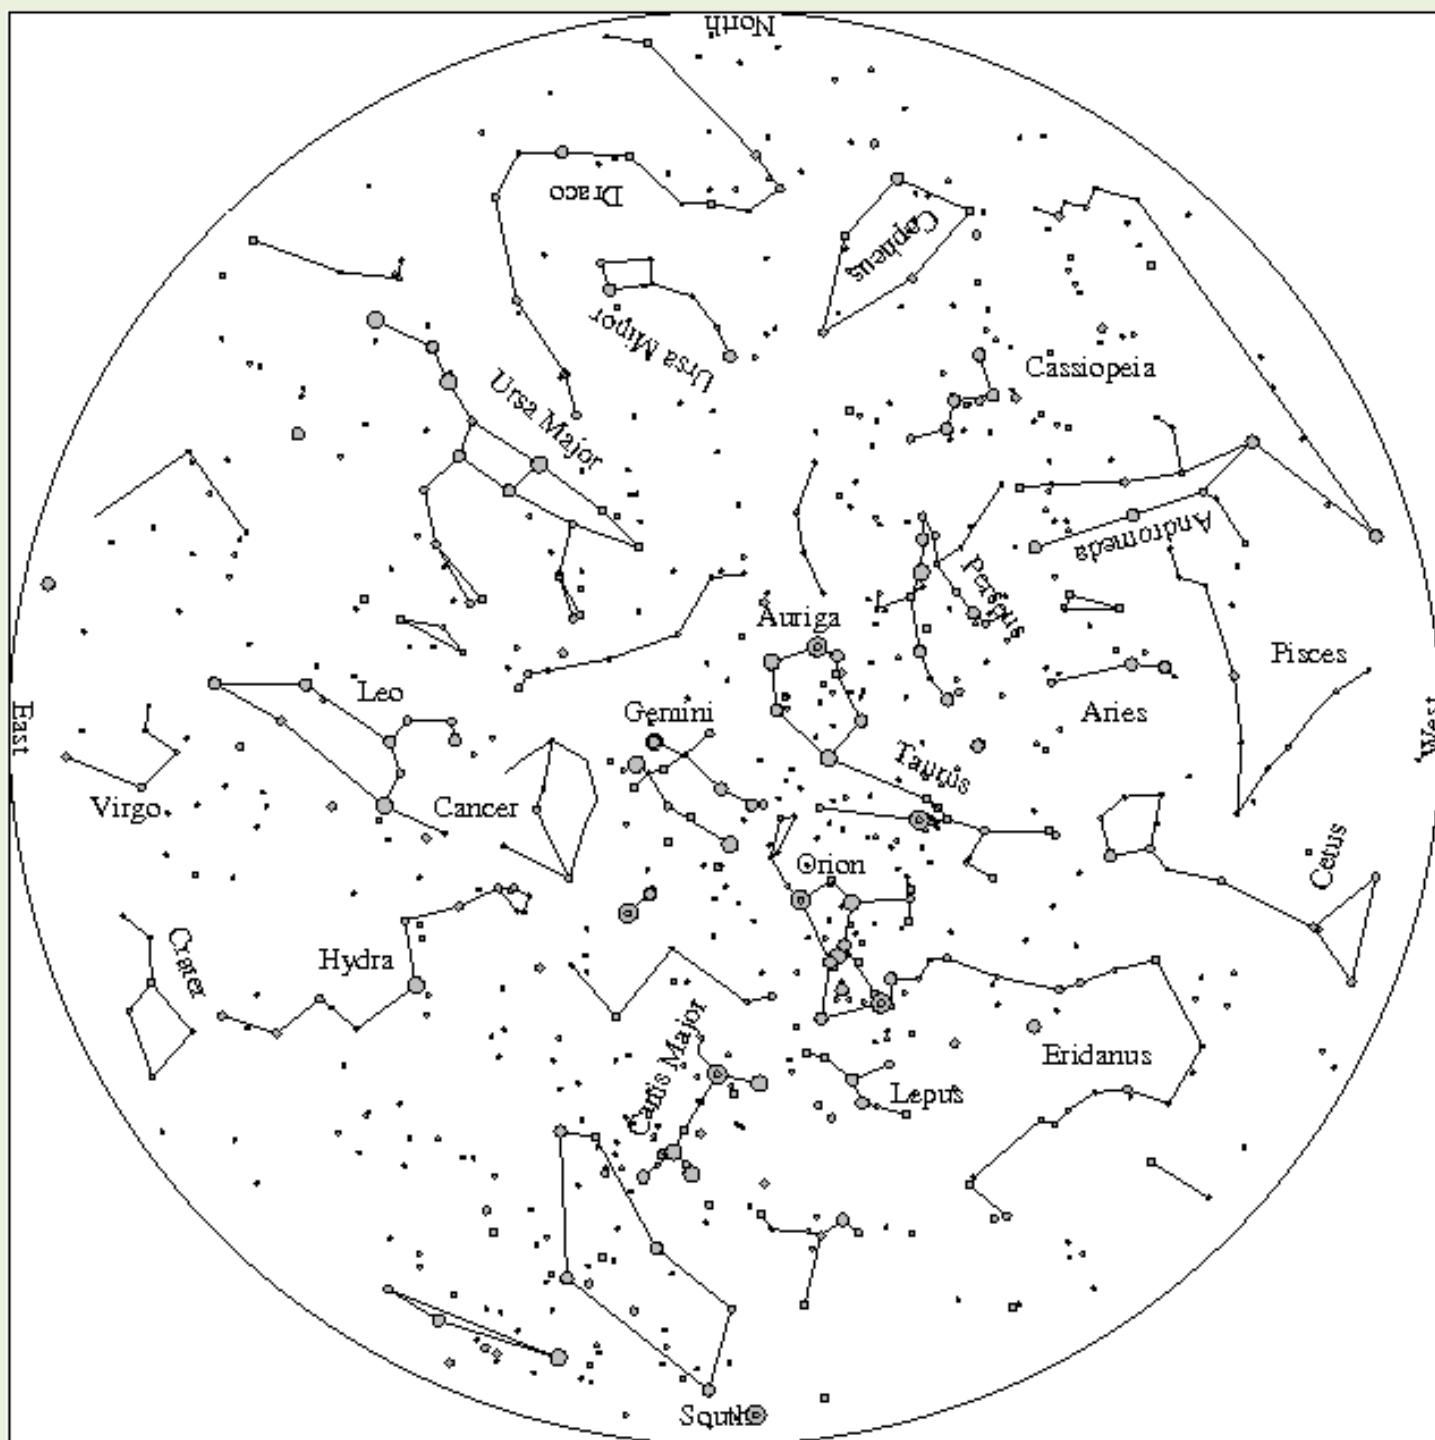 North
Draco
Cepheus
Ursa Minor
Cassiopeia
Ursa Major
Andromeda
Perseus
Auriga
Pisces
Leo
Gemini
Aries
East
West
Taurus
Virgo
Cancer
Orion
Cetus
Crater
Hydra
Canis Major
Eridanus
Lepus
South